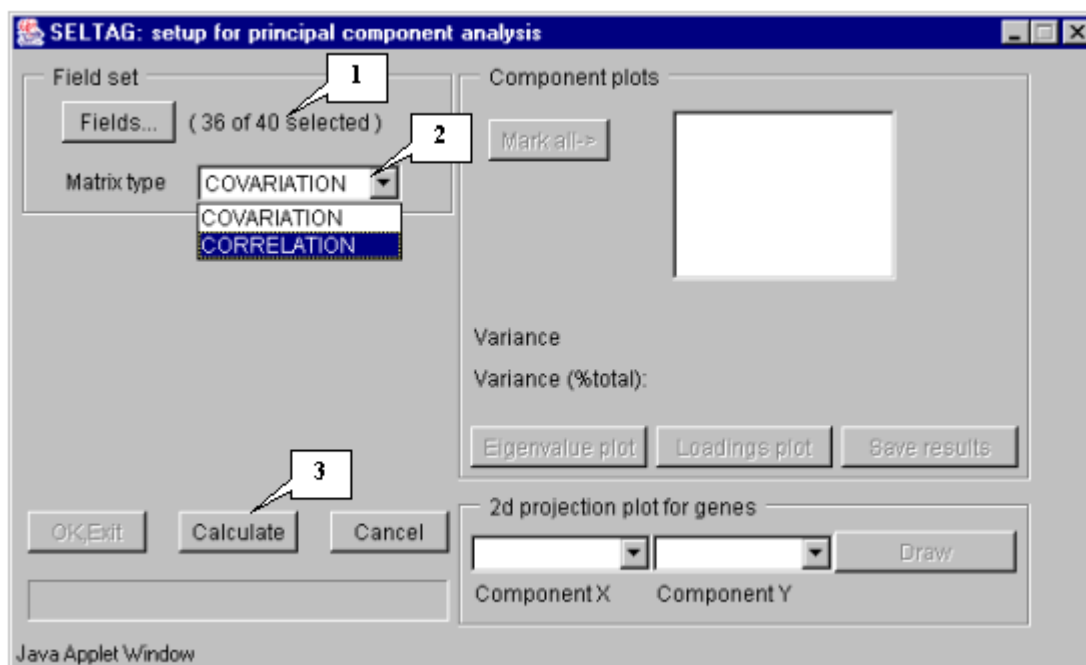 SELTAG: setup for principal component analysis
Field set
1
Fields...
( 36 of 40 selected )
2
Matrix type
COVARIATION
COVARIATION
CORRELATION
Component plots
Mark all->
Variance
Variance (%total):
Eigenvalue plot
Loadings plot
Save results
3
OK,Exit
Calculate
Cancel
2d projection plot for genes
Draw
Component X
Component Y
Java Applet Window